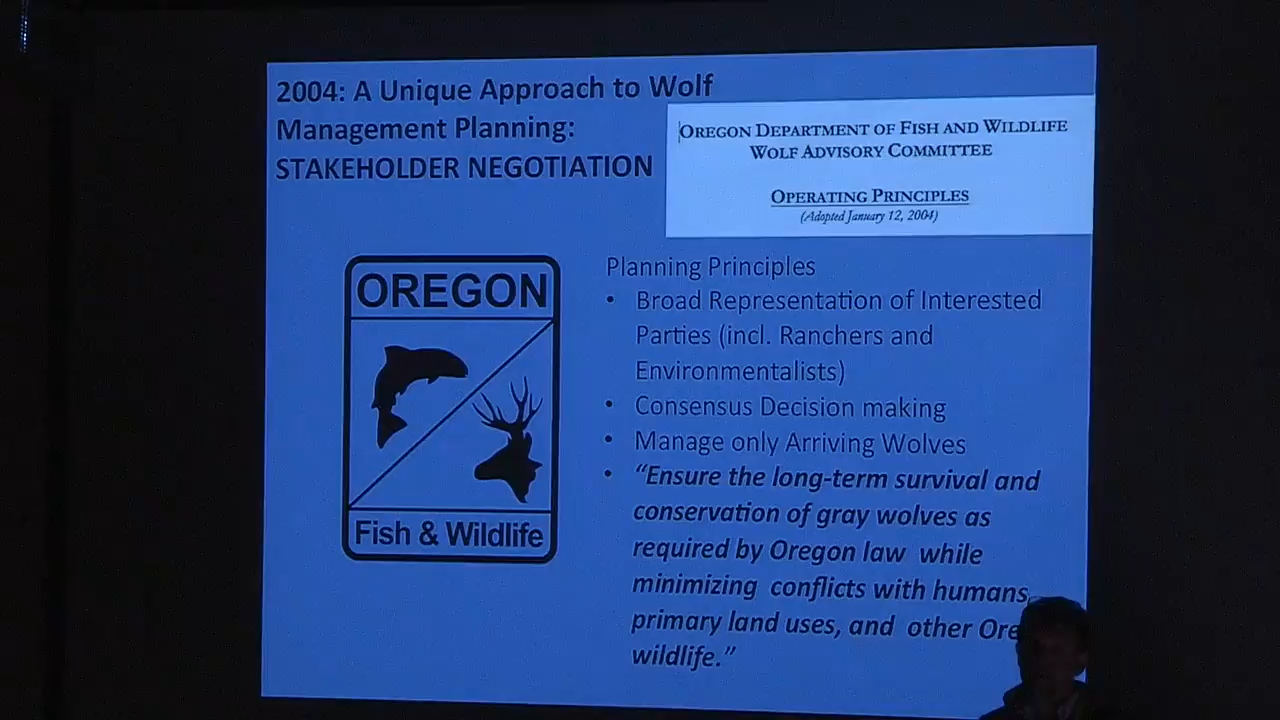 2004: A Unique Approach to Wolf
Management Planning:
STAKEHOLDER NEGOTIATION
OREGON DEPARTMENT OF FISH AND WILDLIFE
WOLF ADVISORY COMMITTEE
OPERATING PRINCIPLES
(Adopted January 12, 2004)
OREGON
Fish & Wildlife
Planning Principles
• Broad Representation of Interested
Parties (incl. Ranchers and
Environmentalists)
• Consensus Decision making
• Manage only Arriving Wolves
• “Ensure the long-term survival and
conservation of gray wolves as
required by Oregon law while
minimizing conflicts with humans,
primary land uses, and other
wildlife.”